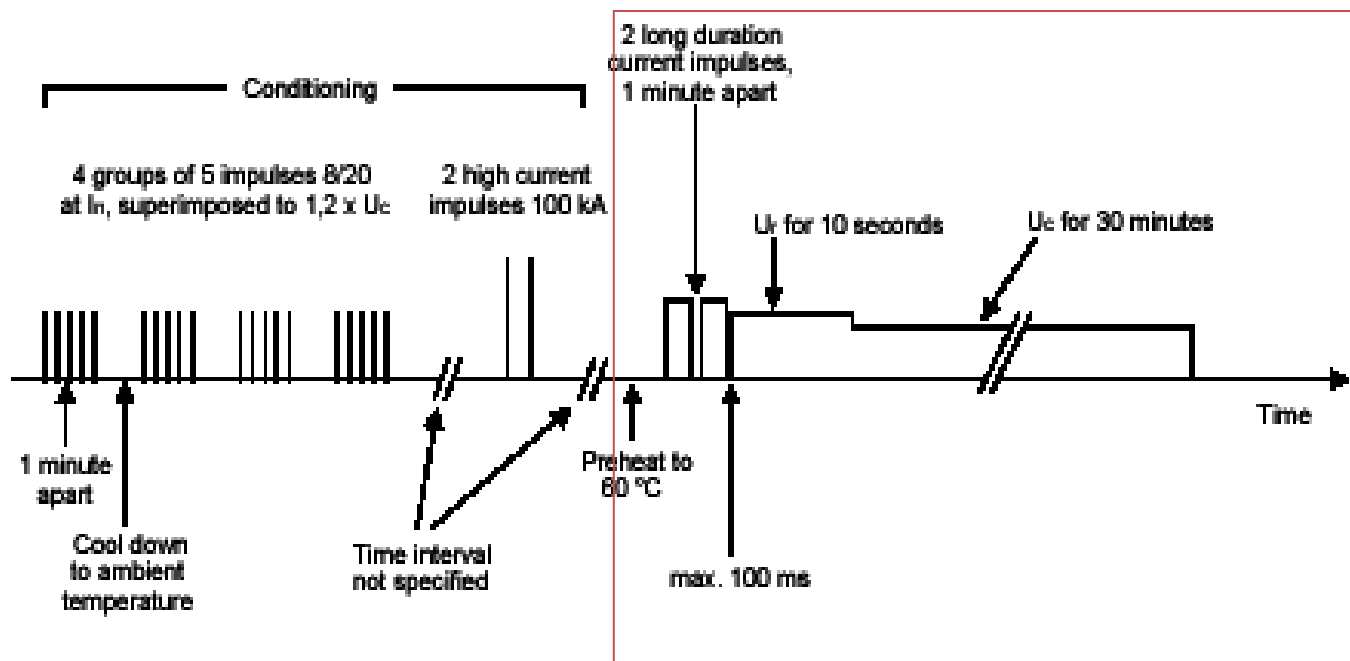 Conditioning
4 groups of 5 impulses 8/20
at In, superimposed to 1,2 x Uc
2 high current
impulses 100 kA
2 long duration
current impulses,
1 minute apart
Ur for 10 seconds
Uc for 30 minutes
Time
1 minute
apart
Cool down
to ambient
temperature
Time interval
not specified
Preheat to
60 ºC
max. 100 ms